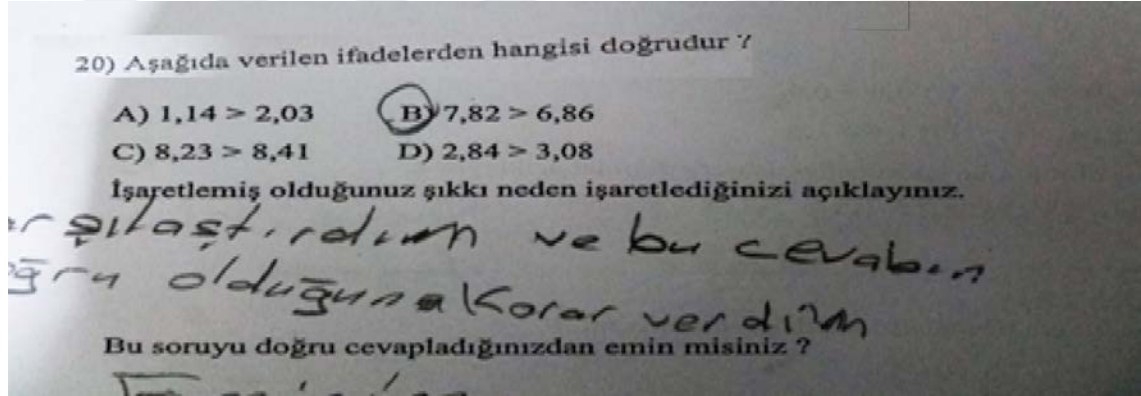 20) Aşağıda verilen ifadelerden hangisi doğrudur ?
A) 1,14 > 2,03 B) 7,82 > 6,86
C) 8,23 > 8,41 D) 2,84 > 3,08
İşaretlemiş olduğunuz şıkkı neden işaretlediğinizi açıklayınız.
rşılaştırdım ve bu cevabın
ğru olduğuna karar verdim
Bu soruyu doğru cevapladığınızdan emin misiniz ?